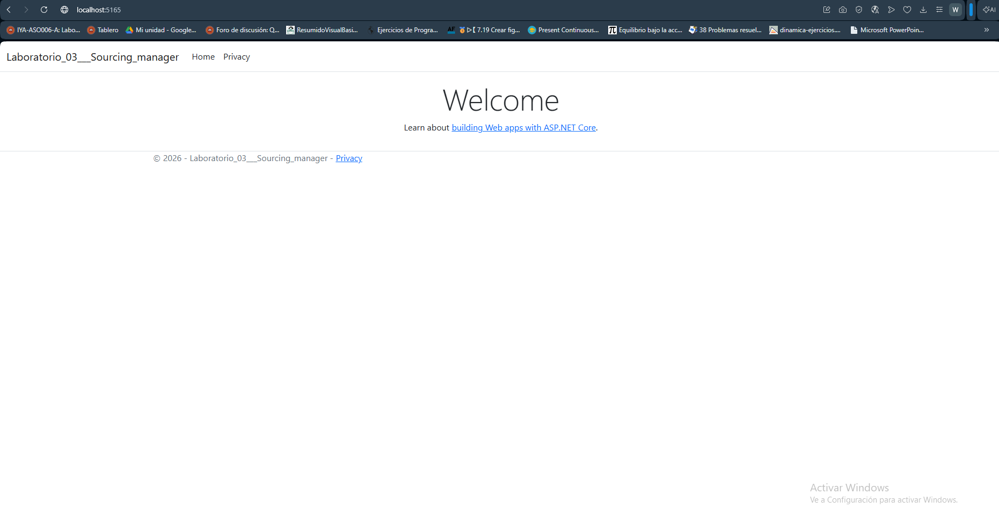 localhost:5165
W
AI
IYA-ASO006-A: Labo... Tablero Mi unidad - Google... Foro de discusión: Q... ResumidoVisualBasi... Ejercicios de Progra... AF 🥇▷【 7.19 Crear fig... Present Continuous... Equilibrio bajo la acc... 38 Problemas resuel... dinamica-ejercicios.... Microsoft PowerPoin... »
Laboratorio_03___Sourcing_manager Home Privacy
Welcome
Learn about building Web apps with ASP.NET Core.
© 2026 - Laboratorio_03___Sourcing_manager - Privacy
Activar Windows
Ve a Configuración para activar Windows.